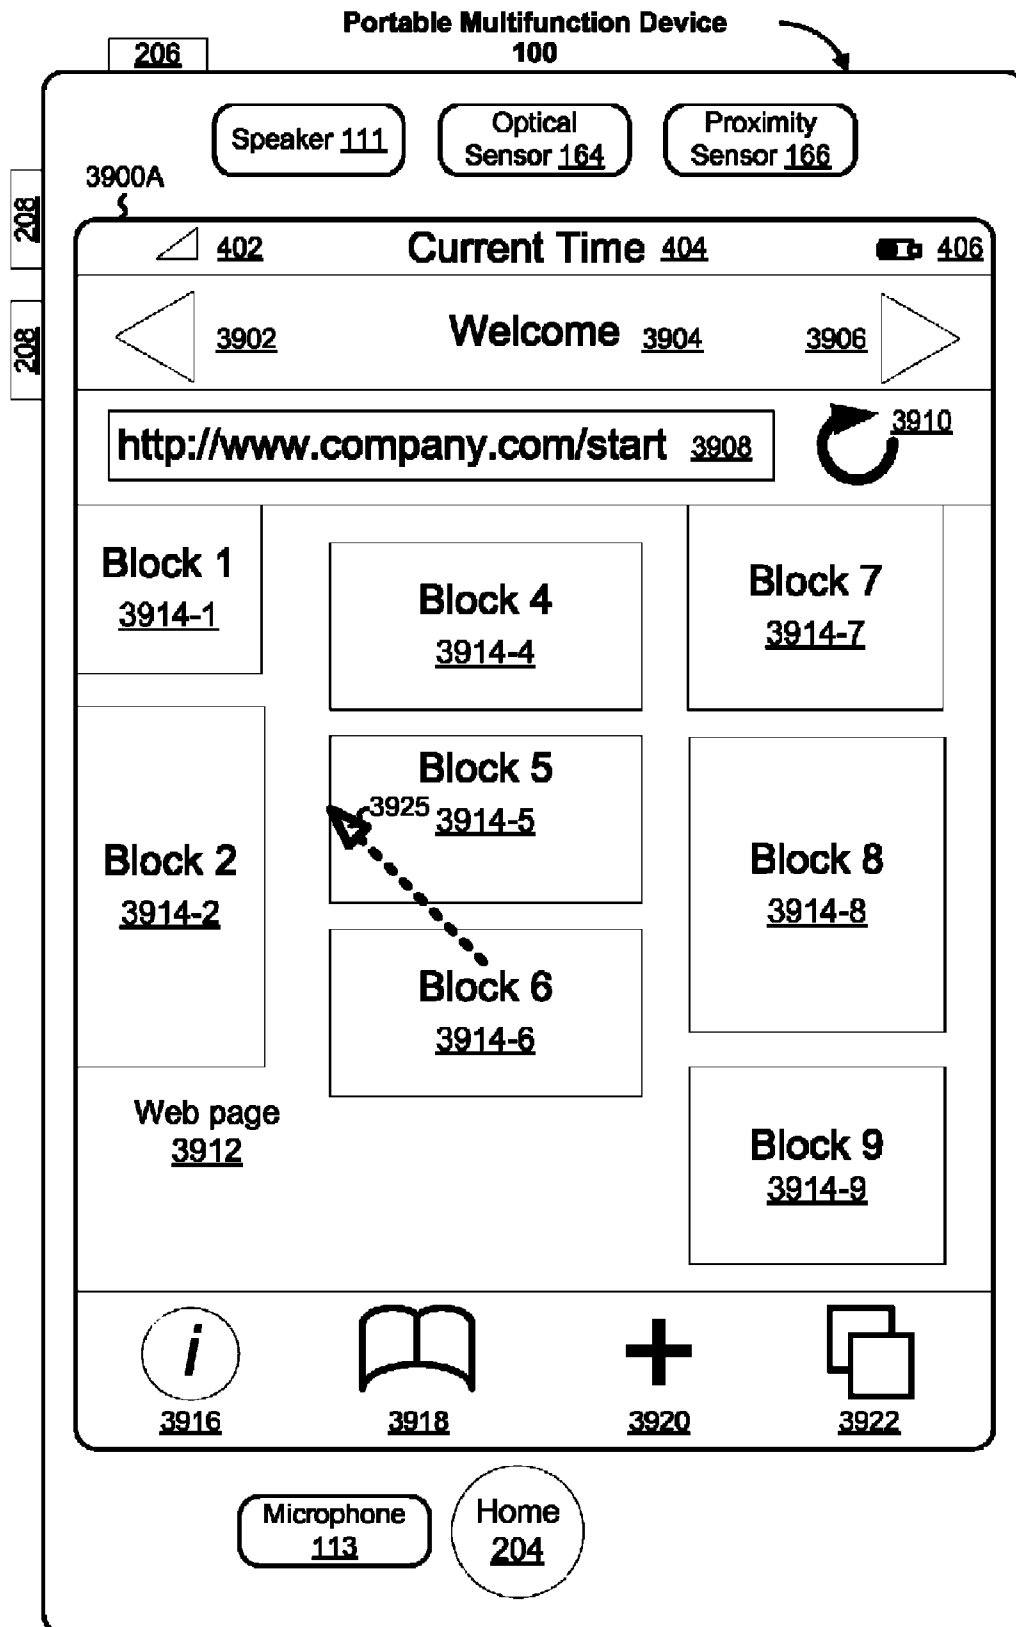 Portable Multifunction Device
100
206
Speaker 111
Optical
Sensor 164
Proximity
Sensor 166
3900A
208
208
402
Current Time 404
406
3902
Welcome 3904
3906
http://www.company.com/start 3908
3910
Block 1
3914-1
Block 4
3914-4
Block 7
3914-7
Block 2
3914-2
Block 5
3925
3914-5
Block 8
3914-8
Block 6
3914-6
Web page
3912
Block 9
3914-9
i
3916
3918
3920
3922
Microphone
113
Home
204